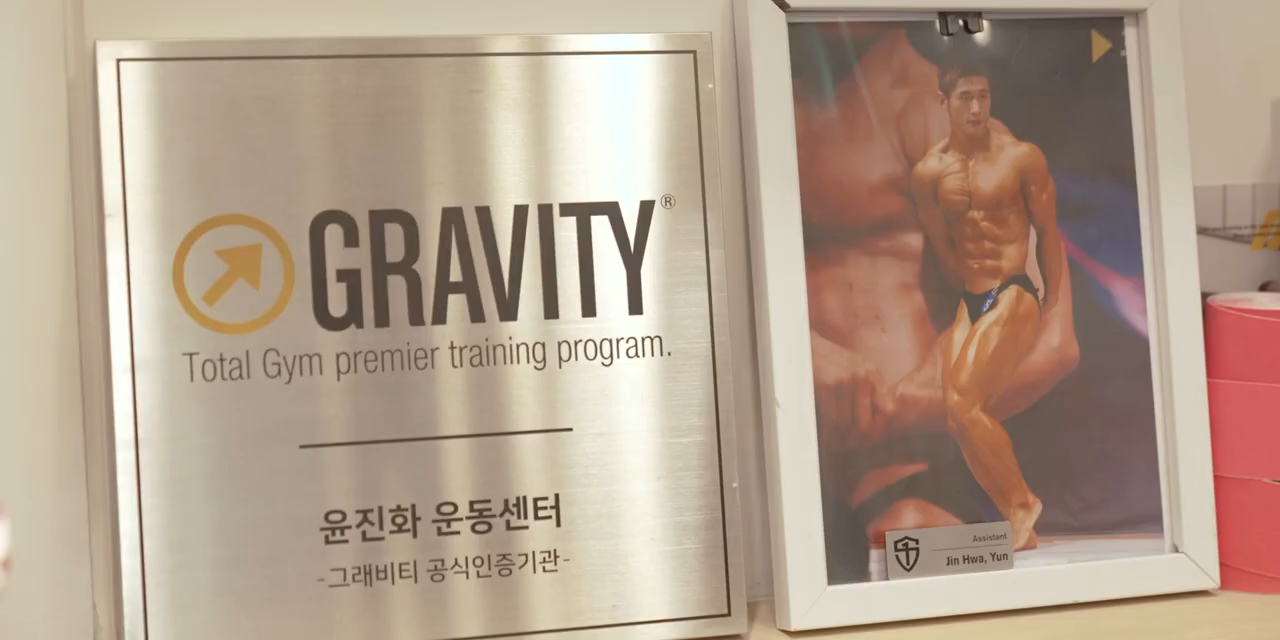 GRAVITY®
Total Gym premier training program.
윤진화 운동센터
-그래비티 공식인증기관-
Assistant
Jin Hwa, Yun